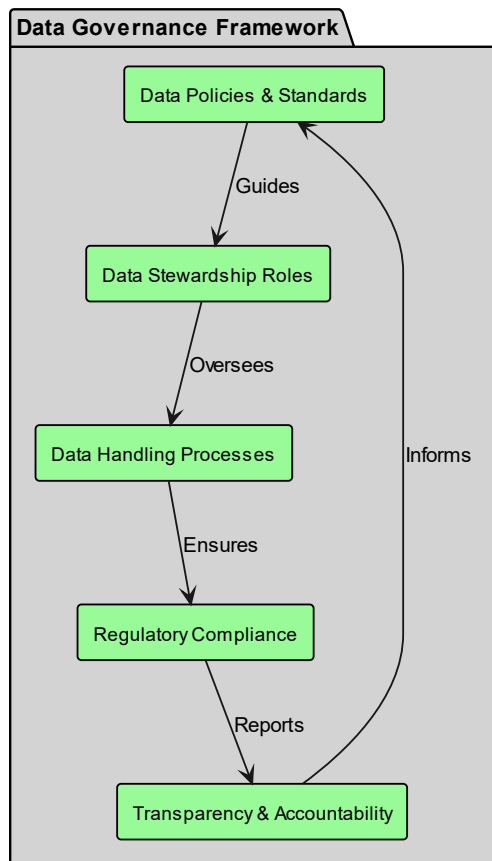 Data Governance Framework
Data Policies & Standards
Guides
Data Stewardship Roles
Oversees
Data Handling Processes
Informs
Ensures
Regulatory Compliance
Reports
Transparency & Accountability